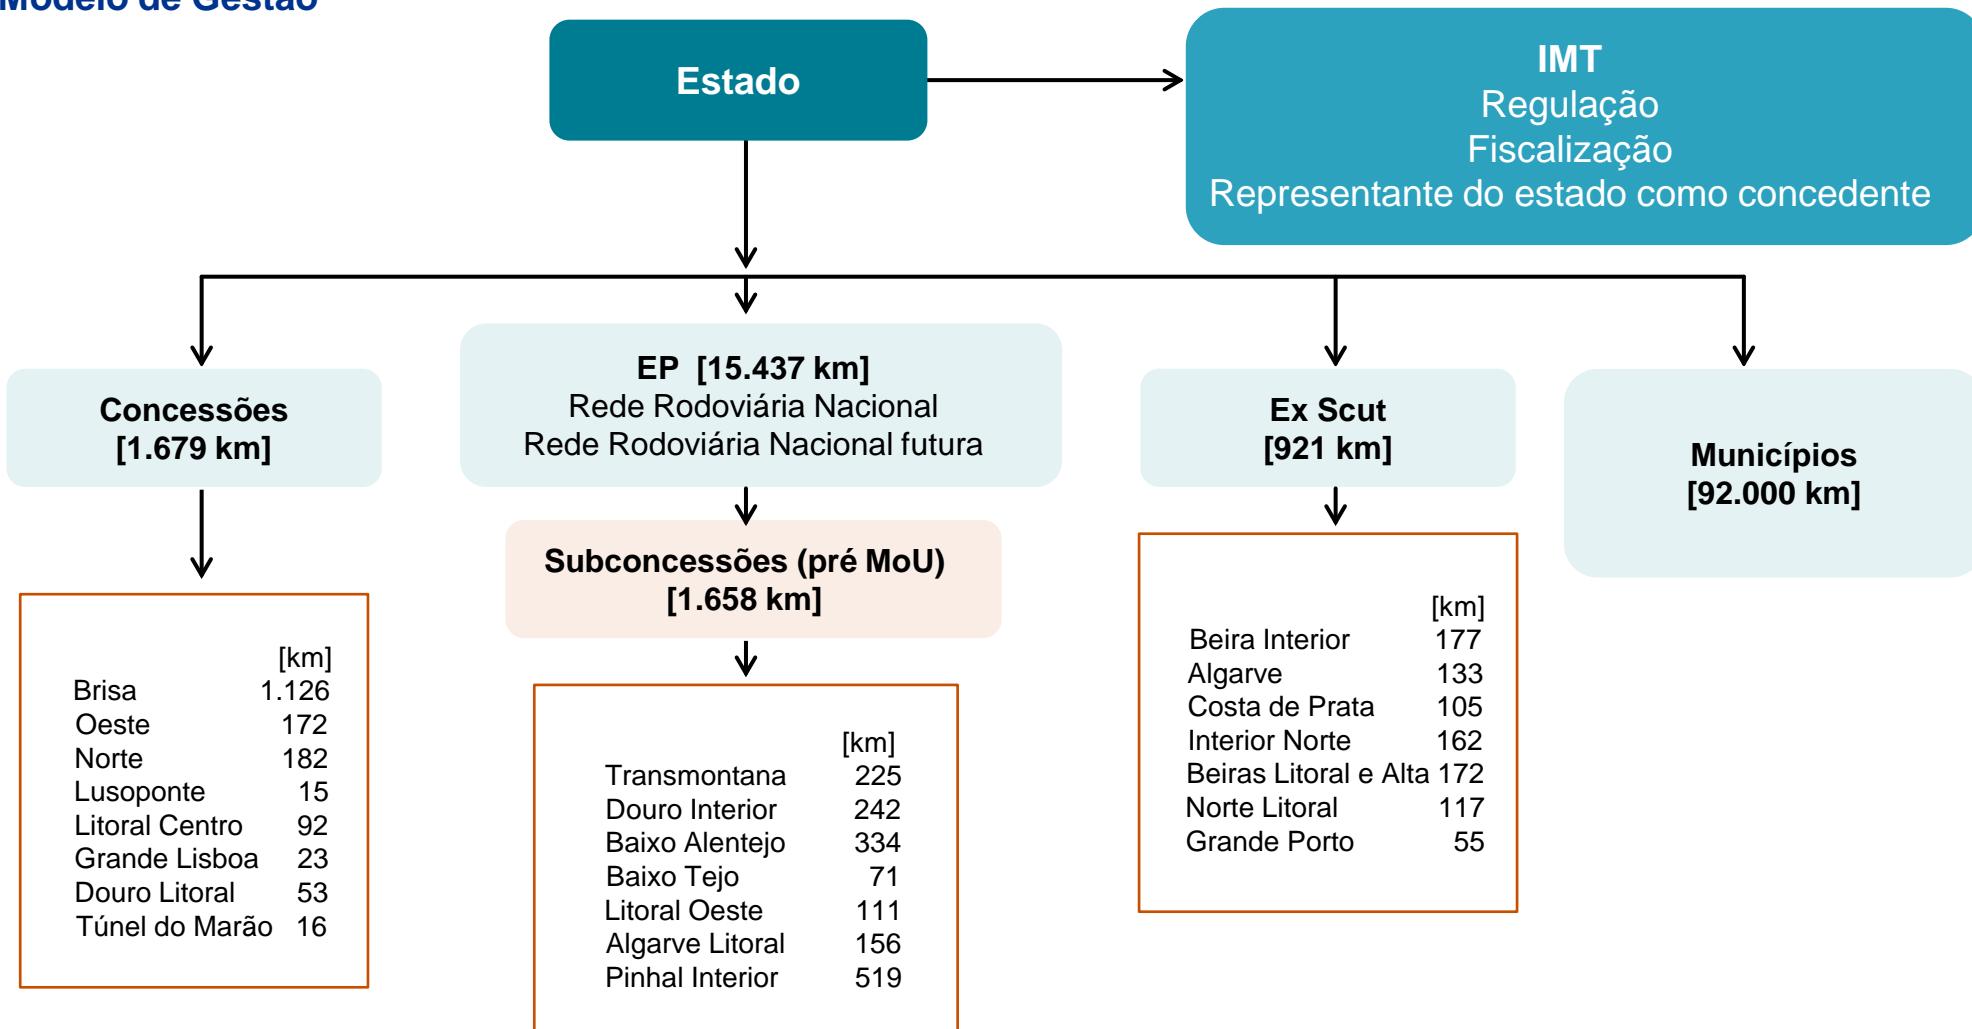 Modelo de Gestão
Estado
IMT
Regulação
Fiscalização
Representante do estado como concedente
Concessões
[1.679 km]
EP [15.437 km]
Rede Rodoviária Nacional
Rede Rodoviária Nacional futura
Ex Scut
[921 km]
Municípios
[92.000 km]
Subconcessões (pré MoU)
[1.658 km]
[km]
Brisa 1.126
Oeste 172
Norte 182
Lusoponte 15
Litoral Centro 92
Grande Lisboa 23
Douro Litoral 53
Túnel do Marão 16
[km]
Transmontana 225
Douro Interior 242
Baixo Alentejo 334
Baixo Tejo 71
Litoral Oeste 111
Algarve Litoral 156
Pinhal Interior 519
[km]
Beira Interior 177
Algarve 133
Costa de Prata 105
Interior Norte 162
Beiras Litoral e Alta 172
Norte Litoral 117
Grande Porto 55